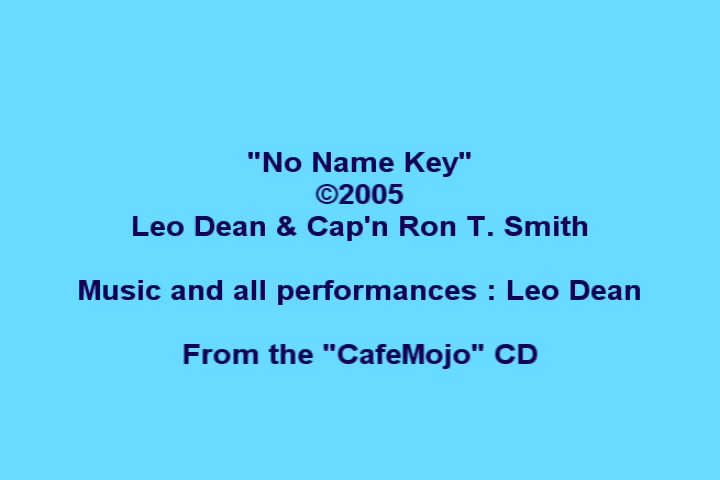 "No Name Key"
©2005
Leo Dean & Cap'n Ron T. Smith
Music and all performances : Leo Dean
From the "CafeMojo" CD